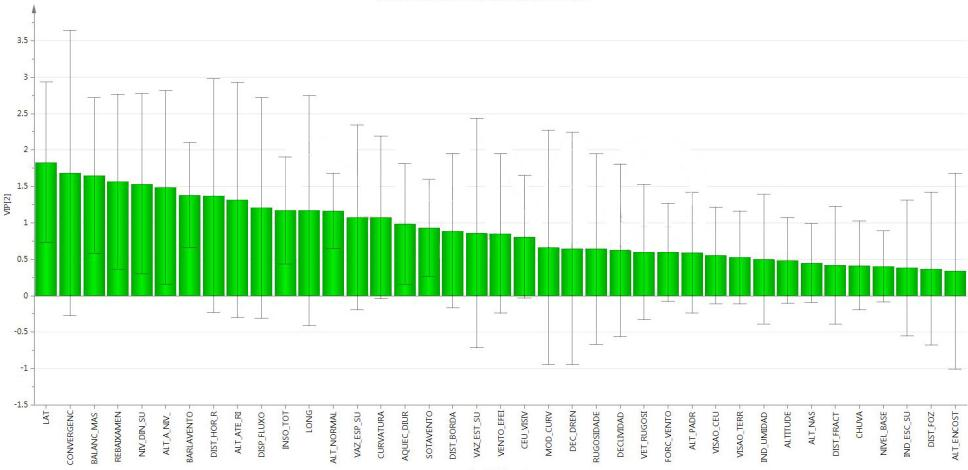 3.5
3
2.5
2
1.5
1
0.5
0
-0.5
-1
-1.5
VIP[2]
LAT
CONVERGENC
BALANC_MAS
REBAIXAMEN
NIV_DIN_SU
ALT_A_NIV_
BARLAVENTO
DIST_HOR_R
ALT_ATE_RI
DISP_FLUXO
INSO_TOT
LONG
ALT_NORMAL
VAZ_ESP_SU
CURVATURA
AQUEC_DIUR
SOTAVENTO
DIST_BORDA
VAZ_EST_SU
VENTO_EFEI
CEU_VISIV
MOD_CURV
DEC_DREN
RUGOSIDADE
DECLIVIDAD
VET_RUGOSI
FORC_VENTO
ALT_PADR
VISAO_CEU
VISAO_TERR
IND_UMIDAD
ALTITUDE
ALT_NAS
DIST_FRACT
CHUVA
NIVEL_BASE
IND_ESC_SU
DIST_FOZ
ALT_ENCOST